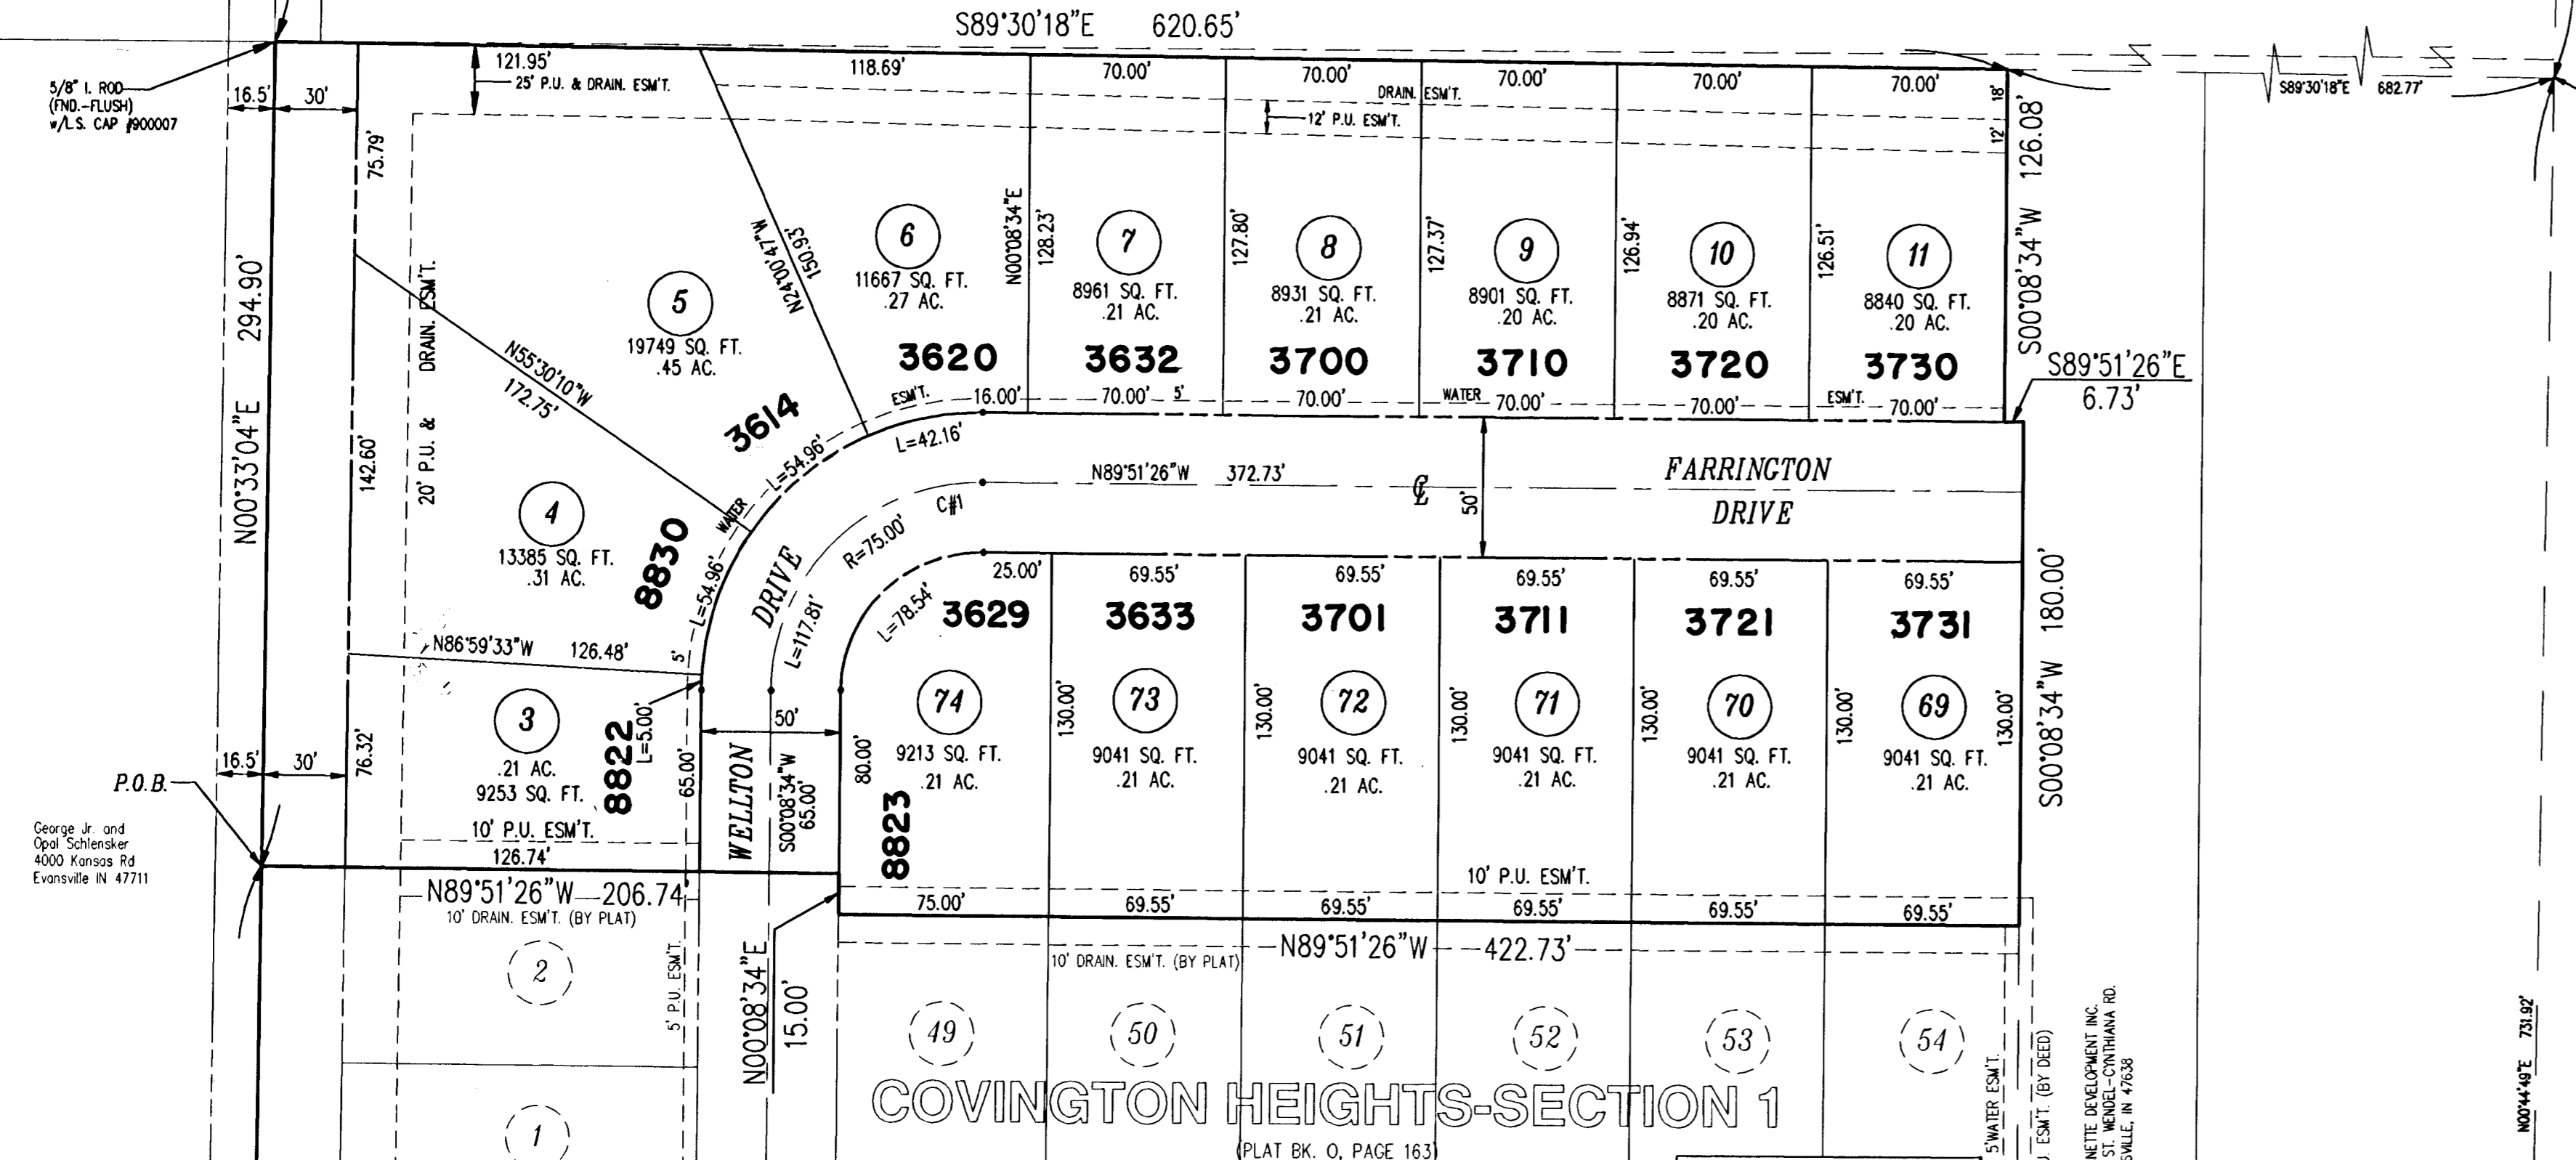 S89°30'18"E 620.65'
5/8" I. ROD
(FND.-FLUSH)
w/L.S. CAP #900007
16.5' 30'
121.95'
25' P.U. & DRAIN. ESM'T.
118.69'
70.00' 70.00' 70.00' 70.00' 70.00'
DRAIN. ESM'T.
12' P.U. ESM'T.
18'
12'
S89°30'18"E 682.77'
S00°08'34"W 126.08'
75.79'
N00°33'04"E 294.90'
142.60'
20' P.U. & DRAIN. ESM'T.
N24°00'47"W
150.93'
N00°08'34"E
128.23'
127.80'
127.37'
126.94'
126.51'
5
19749 SQ. FT.
.45 AC.
3614
6
11667 SQ. FT.
.27 AC.
3620
7
8961 SQ. FT.
.21 AC.
3632
8
8931 SQ. FT.
.21 AC.
3700
9
8901 SQ. FT.
.20 AC.
3710
10
8871 SQ. FT.
.20 AC.
3720
11
8840 SQ. FT.
.20 AC.
3730
S89°51'26"E
6.73'
ESM'T. 16.00' 70.00' 5' 70.00' WATER 70.00' 70.00' ESM'T. 70.00'
N55°30'10"W
172.75'
L=54.96'
L=42.16'
WATER
4
13385 SQ. FT.
.31 AC.
8830
L=54.96'
C#1
R=75.00'
L=117.81'
L=78.54'
DRIVE
N89°51'26"W 372.73'
℄
50'
FARRINGTON
DRIVE
25.00' 69.55' 69.55' 69.55' 69.55' 69.55'
3629 3633 3701 3711 3721 3731
S00°08'34"W 180.00'
N86°59'33"W 126.48'
5'
74
9213 SQ. FT.
.21 AC.
130.00'
73
9041 SQ. FT.
.21 AC.
130.00'
72
9041 SQ. FT.
.21 AC.
130.00'
71
9041 SQ. FT.
.21 AC.
130.00'
70
9041 SQ. FT.
.21 AC.
130.00'
69
9041 SQ. FT.
.21 AC.
130.00'
3
.21 AC.
9253 SQ. FT.
8822
L=5.00'
65.00'
50'
WELLTON
S00°08'34"W
65.00'
80.00'
8823
16.5' 30'
76.32'
P.O.B.
George Jr. and
Opal Schlensker
4000 Kansas Rd
Evansville IN 47711
10' P.U. ESM'T.
126.74'
10' P.U. ESM'T.
75.00' 69.55' 69.55' 69.55' 69.55' 69.55'
N89°51'26"W 206.74'
10' DRAIN. ESM'T. (BY PLAT)
N89°51'26"W 422.73'
10' DRAIN. ESM'T. (BY PLAT)
5' P.U. ESM'T.
N00°08'34"E
15.00'
2
1
49 50 51 52 53 54
COVINGTON HEIGHTS-SECTION 1
(PLAT BK. O, PAGE 163)
5'WATER ESM'T.
ESM'T. (BY DEED)
NETTE DEVELOPMENT INC.
ST. WENDEL-CYNTHIANA RD.
SVILLE, IN 47638
N00°44'49"E 731.92'